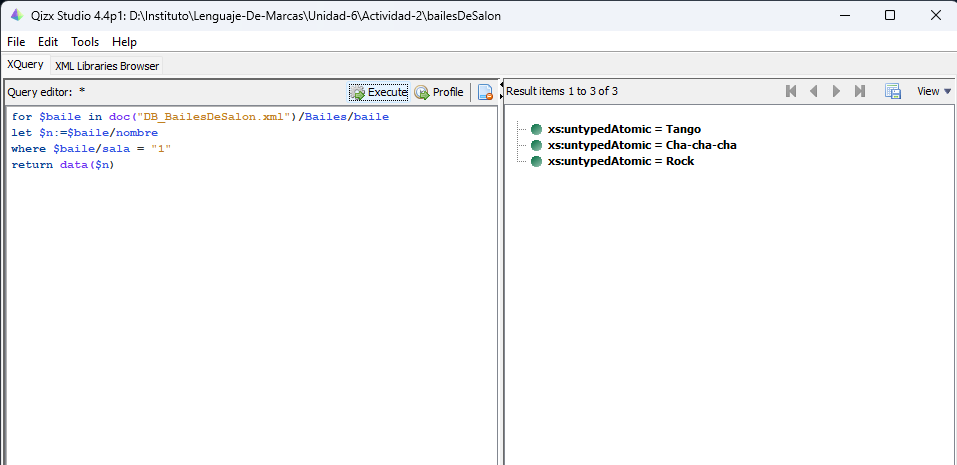 Qizx Studio 4.4p1: D:\Instituto\Lenguaje-De-Marcas\Unidad-6\Actividad-2\bailesDeSalon
File Edit Tools Help
XQuery XML Libraries Browser
Query editor: * Execute Profile
for $baile in doc("DB_BailesDeSalon.xml")/Bailes/baile
let $n:=$baile/nombre
where $baile/sala = "1"
return data($n)
Result items 1 to 3 of 3 View
xs:untypedAtomic = Tango
xs:untypedAtomic = Cha-cha-cha
xs:untypedAtomic = Rock